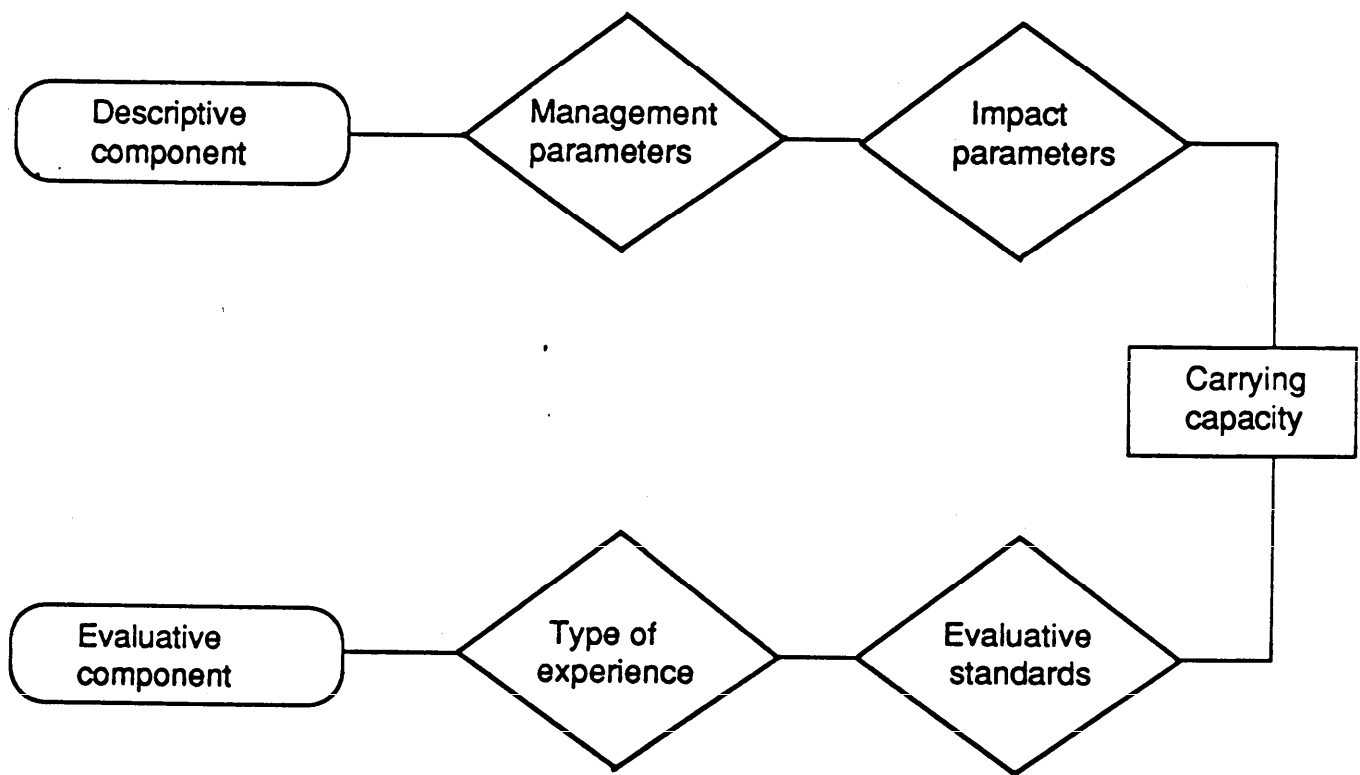 Descriptive
component
Management
parameters
Impact
parameters
Carrying
capacity
Evaluative
component
Type of
experience
Evaluative
standards